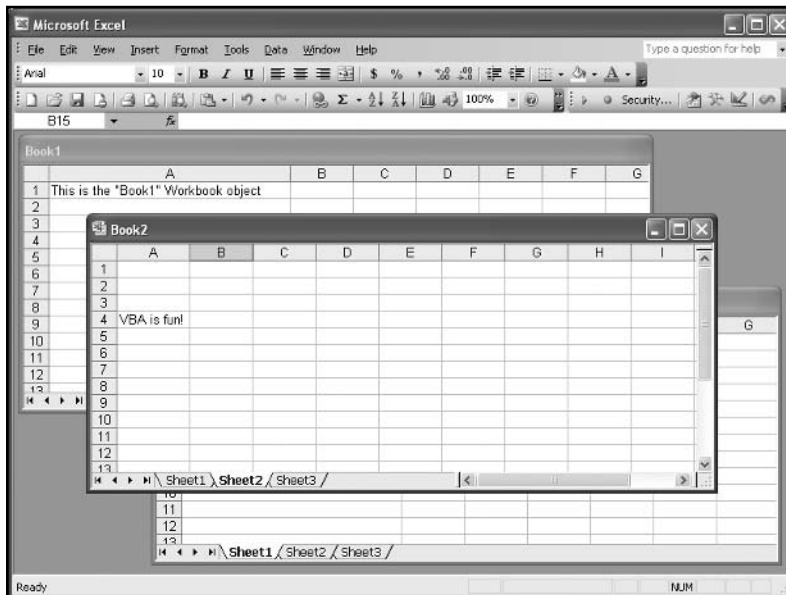 Microsoft Excel
File Edit View Insert Format Tools Data Window Help Type a question for help
Arial 10 B I U $ % ,
Σ 100% Security...
B15 fx
Book1
A B C D E F G
1 This is the "Book1" Workbook object
2
3
4
5
6
7
8
9
10
11
12
13
Book2
A B C D E F G H I
1
2
3
4 VBA is fun!
5
6
7
8
9
10
11
12
13
Sheet1 Sheet2 Sheet3
G
10
11
12
13
Sheet1 Sheet2 Sheet3
Ready NUM